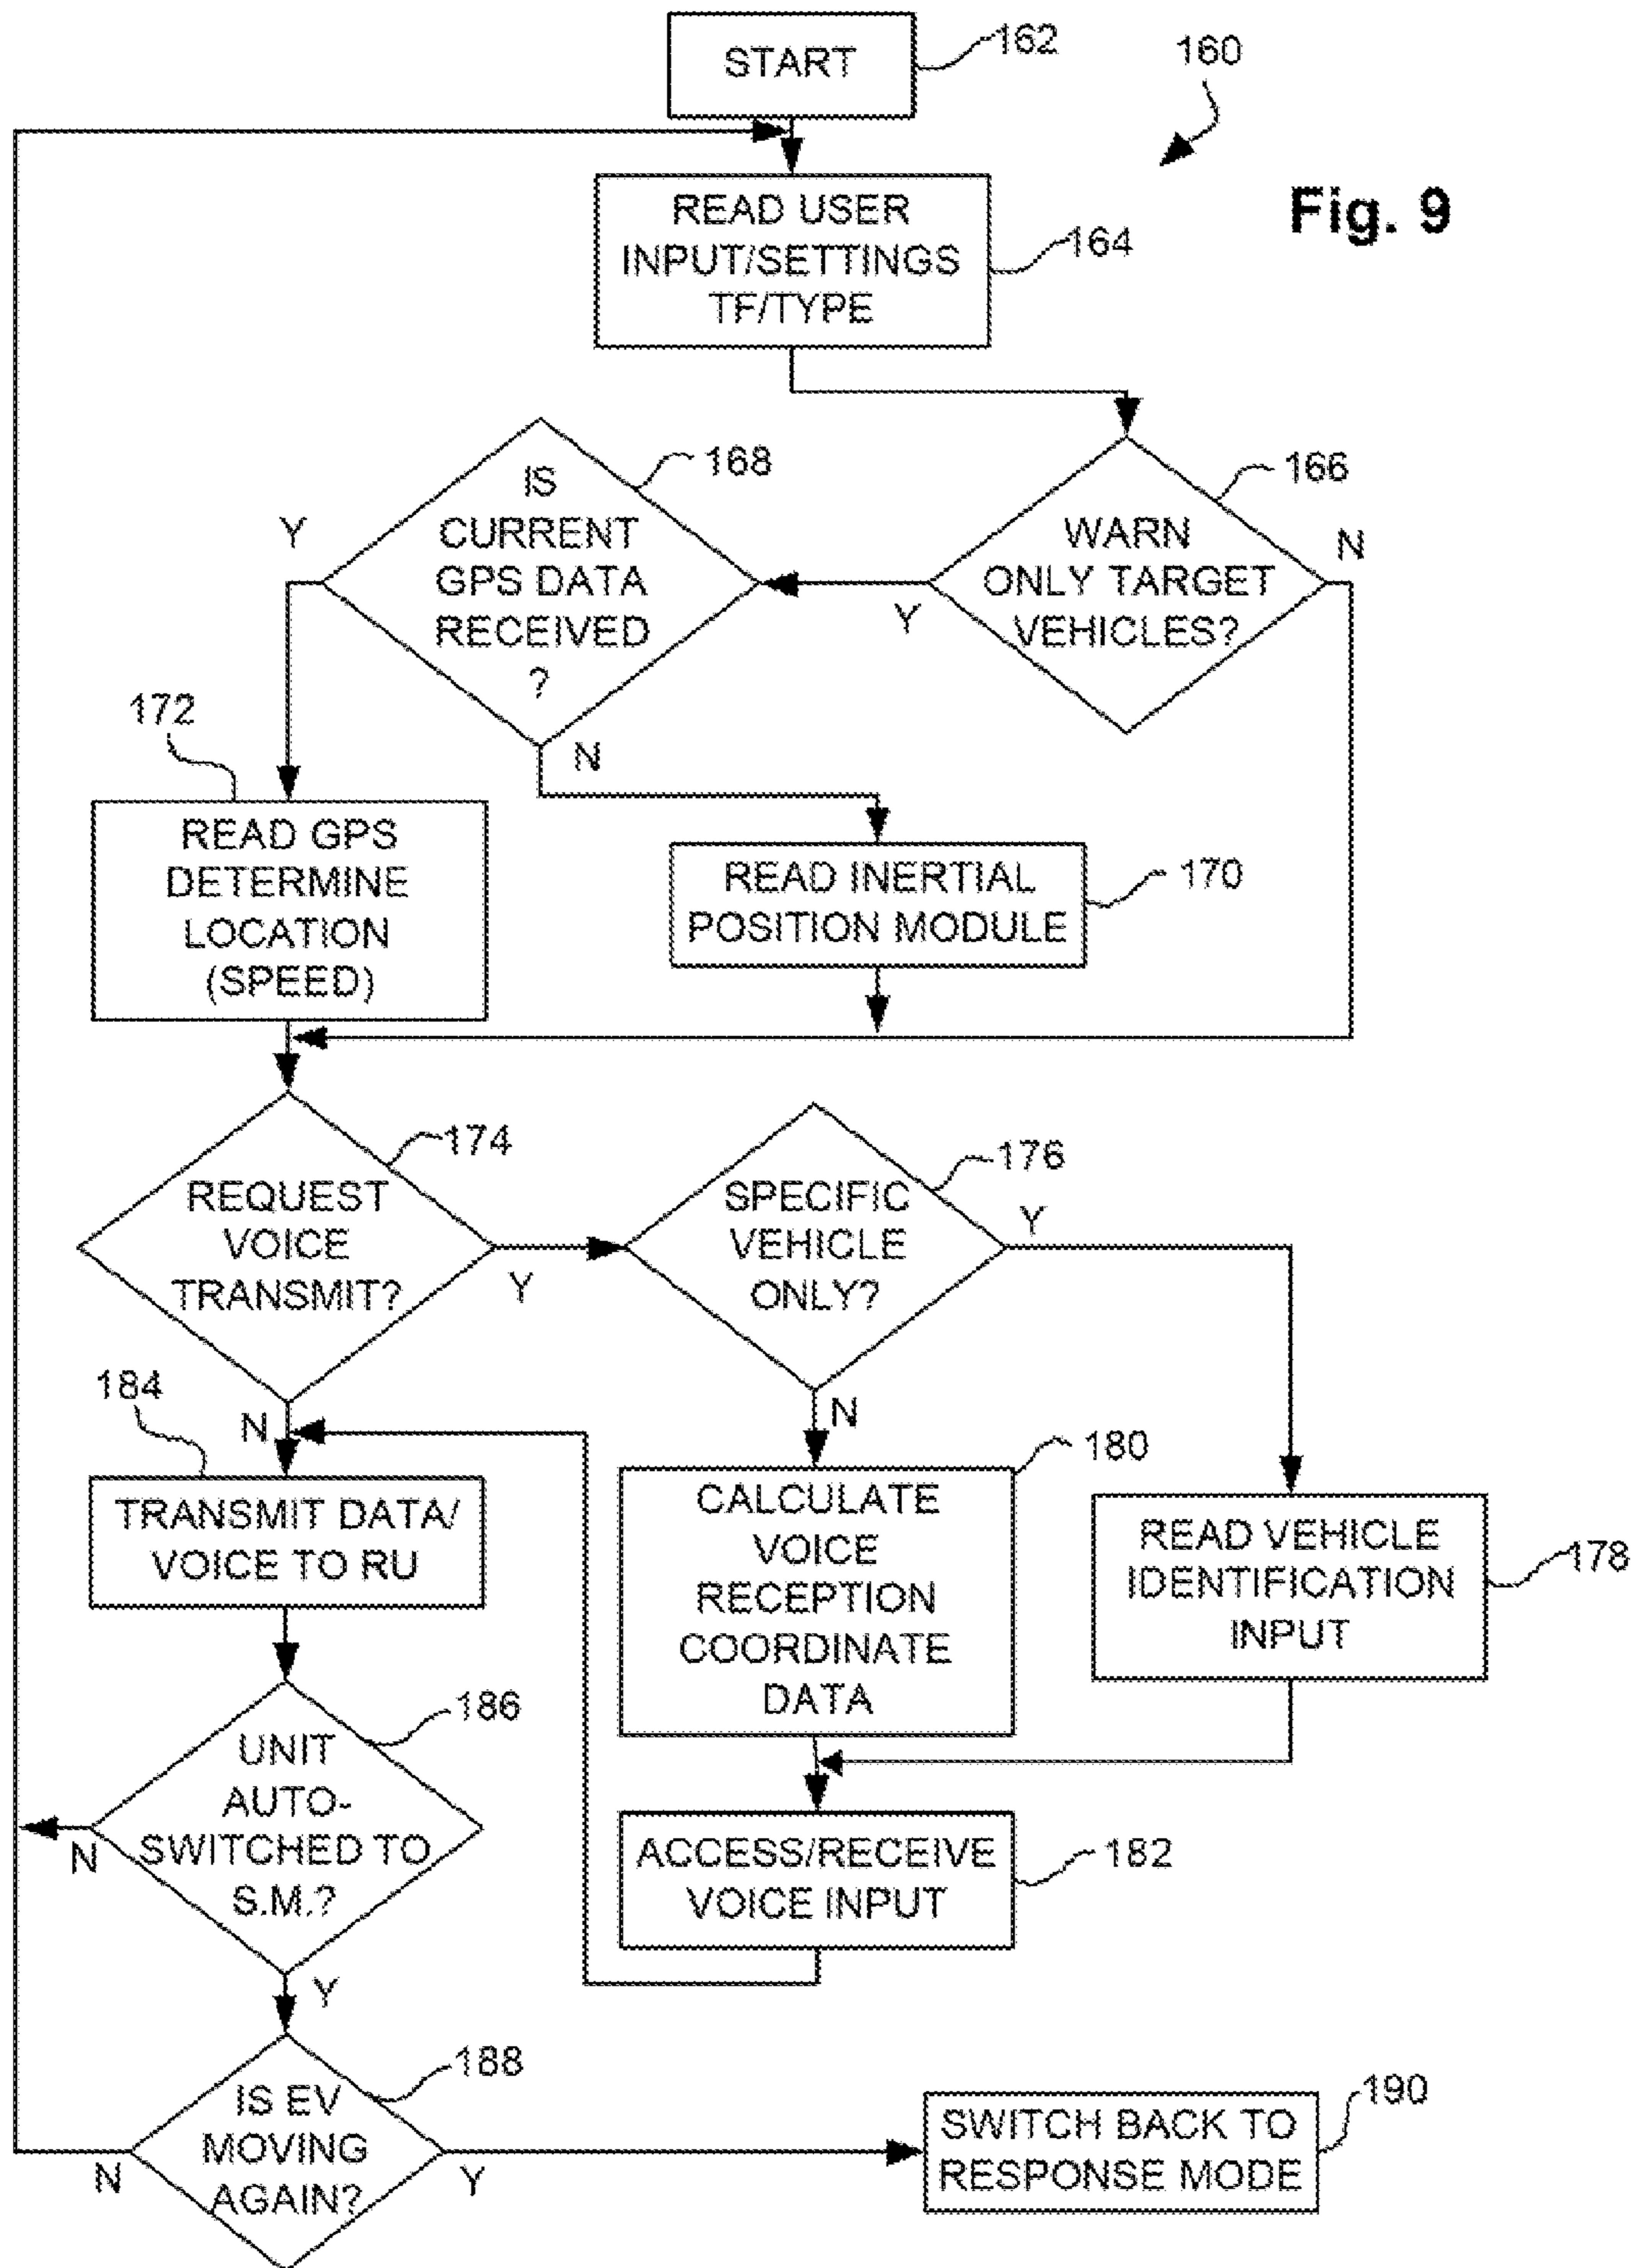 START
162
160
Fig. 9
READ USER
INPUT/SETTINGS
TF/TYPE
164
168
IS
CURRENT
GPS DATA
RECEIVED
?
Y
N
166
WARN
ONLY TARGET
VEHICLES?
N
Y
172
READ GPS
DETERMINE
LOCATION
(SPEED)
READ INERTIAL
POSITION MODULE
170
174
REQUEST
VOICE
TRANSMIT?
Y
N
176
SPECIFIC
VEHICLE
ONLY?
Y
N
184
TRANSMIT DATA/
VOICE TO RU
180
CALCULATE
VOICE
RECEPTION
COORDINATE
DATA
READ VEHICLE
IDENTIFICATION
INPUT
178
186
UNIT
AUTO-
SWITCHED TO
S.M.?
N
Y
ACCESS/RECEIVE
VOICE INPUT
182
188
IS EV
MOVING
AGAIN?
N
Y
190
SWITCH BACK TO
RESPONSE MODE